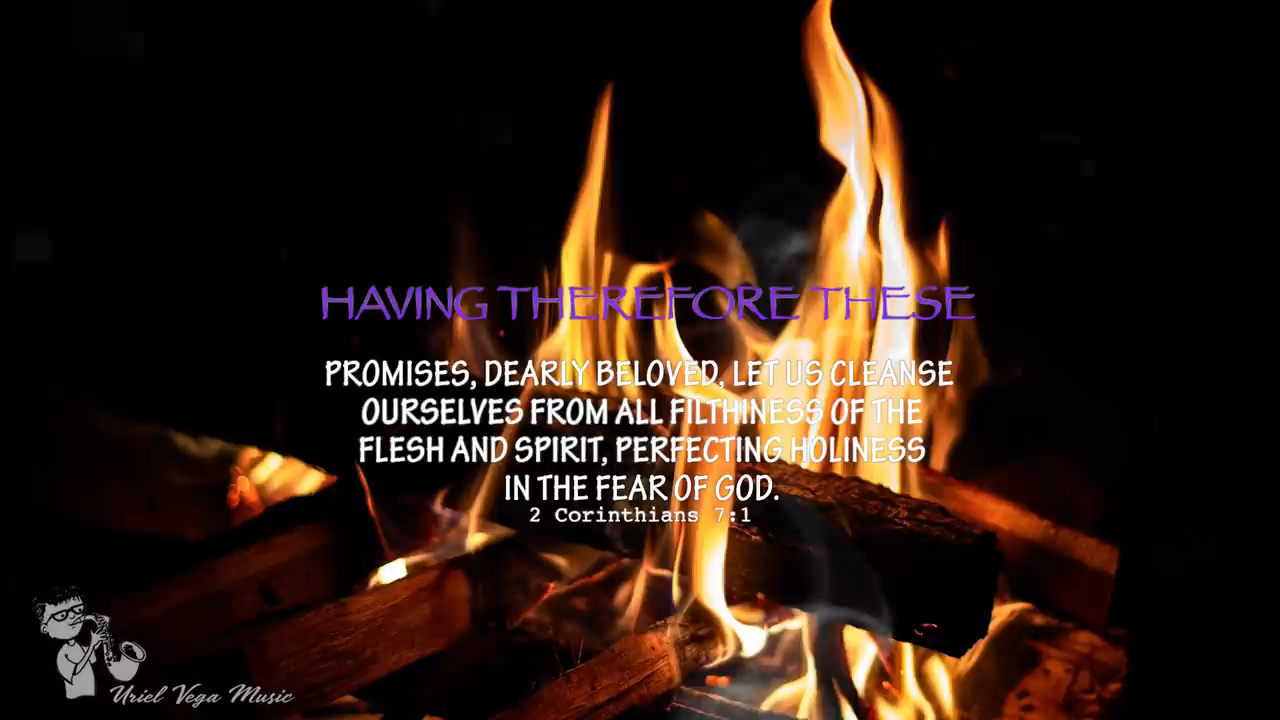 HAVING THEREFORE THESE
PROMISES, DEARLY BELOVED, LET US CLEANSE
OURSELVES FROM ALL FILTHINESS OF THE
FLESH AND SPIRIT, PERFECTING HOLINESS
IN THE FEAR OF GOD.
2 Corinthians 7:1
Uriel Vega Music